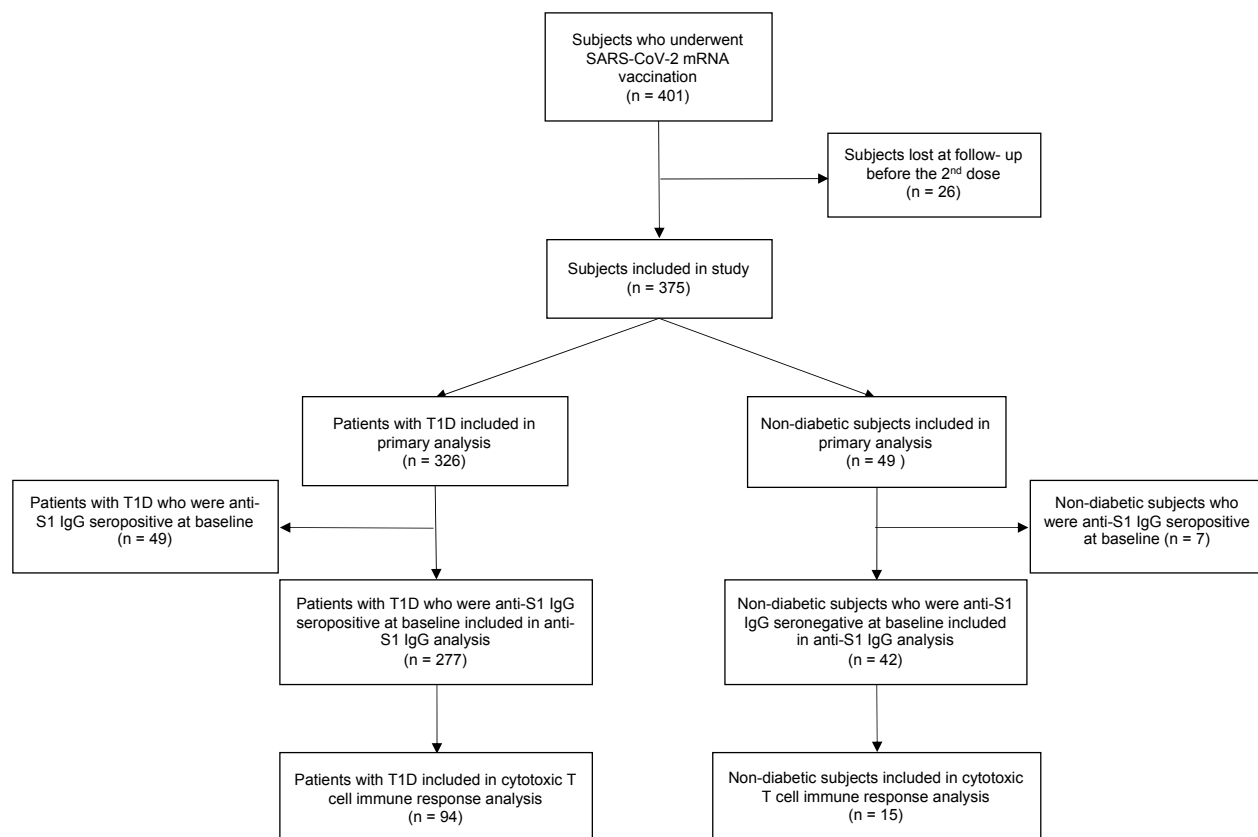 Subjects who underwent
SARS-CoV-2 mRNA
vaccination
(n = 401)
Subjects lost at follow- up
before the 2nd dose
(n = 26)
Subjects included in study
(n = 375)
Patients with T1D included in
primary analysis
(n = 326)
Non-diabetic subjects included in
primary analysis
(n = 49 )
Patients with T1D who were anti-
S1 IgG seropositive at baseline
(n = 49)
Non-diabetic subjects who
were anti-S1 IgG seropositive
at baseline (n = 7)
Patients with T1D who were anti-S1 IgG
seropositive at baseline included in anti-
S1 IgG analysis
(n = 277)
Non-diabetic subjects who were anti-S1
IgG seronegative at baseline included
in anti-S1 IgG analysis
(n = 42)
Patients with T1D included in cytotoxic T
cell immune response analysis
(n = 94)
Non-diabetic subjects included in cytotoxic
T cell immune response analysis
(n = 15)